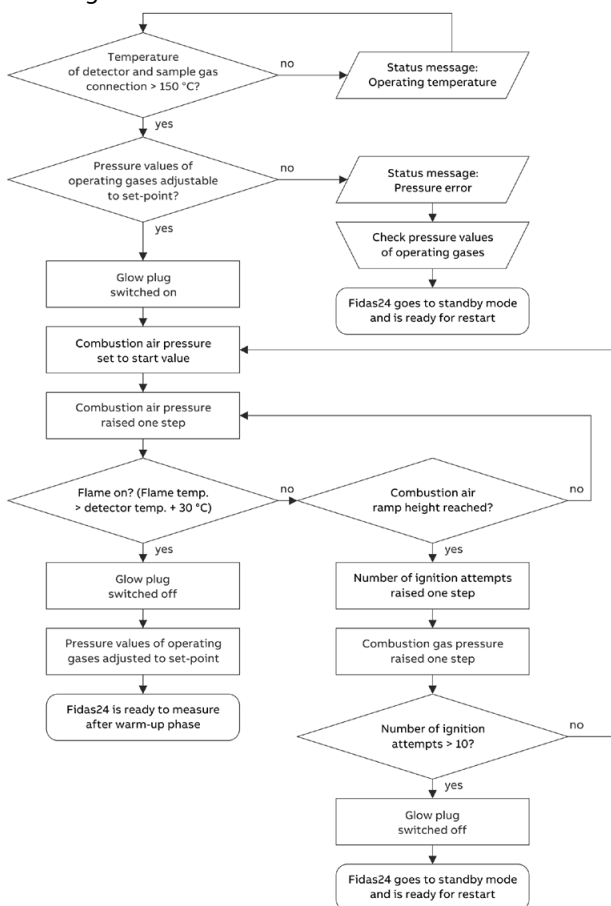 Temperature
of detector and sample gas
connection > 150 °C?
no
Status message:
Operating temperature
yes
Pressure values of
operating gases adjustable
to set-point?
no
Status message:
Pressure error
yes
Check pressure values
of operating gases
Glow plug
switched on
Fidas24 goes to standby mode
and is ready for restart
Combustion air pressure
set to start value
Combustion air pressure
raised one step
Flame on? (Flame temp.
> detector temp. + 30 °C)
no
Combustion air
ramp height reached?
no
yes
yes
Glow plug
switched off
Number of ignition attempts
raised one step
Pressure values of operating
gases adjusted to set-point
Combustion gas pressure
raised one step
Fidas24 is ready to measure
after warm-up phase
Number of ignition
attempts > 10?
no
yes
Glow plug
switched off
Fidas24 goes to standby mode
and is ready for restart